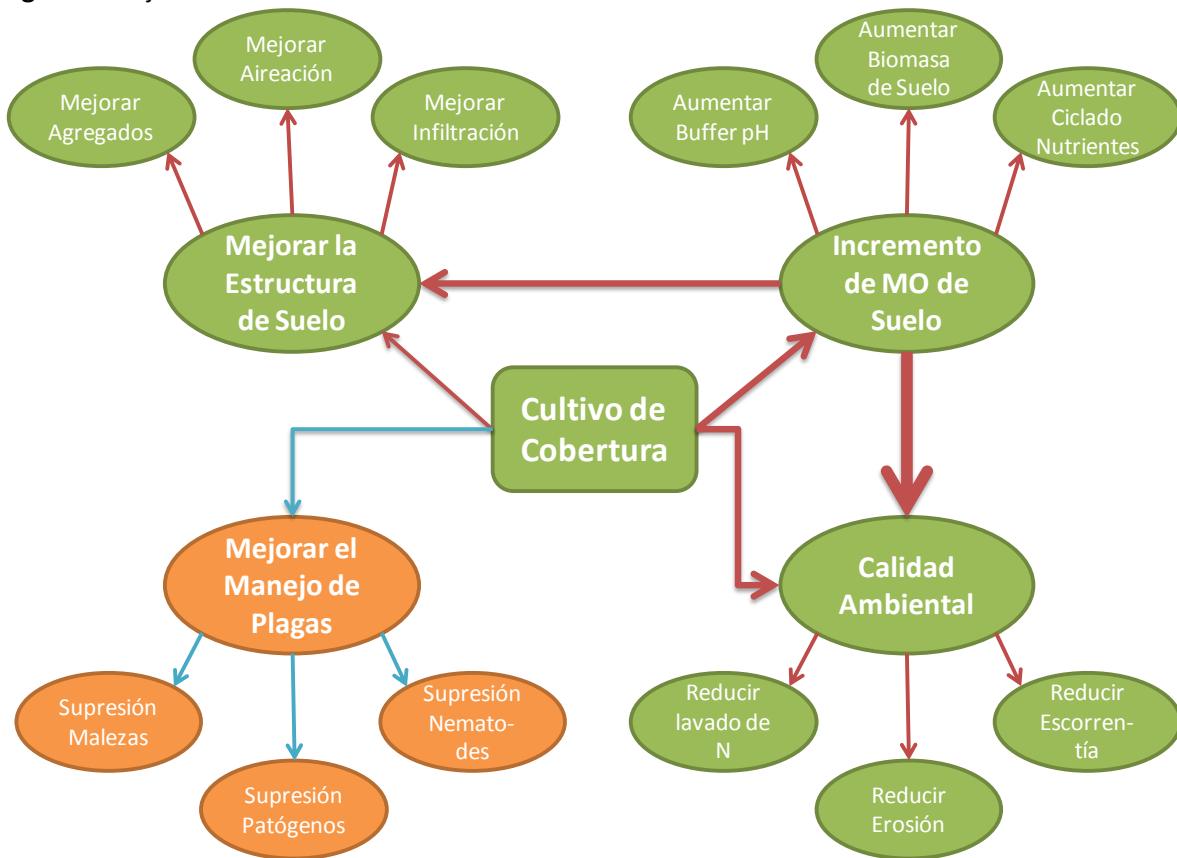 Mejorar
Aireación
Mejorar
Agregados
Mejorar
Infiltración
Aumentar
Biomasa
de Suelo
Aumentar
Buffer pH
Aumentar
Ciclado
Nutrientes
Mejorar la
Estructura
de Suelo
Incremento
de MO de
Suelo
Cultivo de
Cobertura
Mejorar el
Manejo de
Plagas
Calidad
Ambiental
Supresión
Malezas
Supresión
Nemato-
des
Supresión
Patógenos
Reducir
lavado de
N
Reducir
Escorren-
tía
Reducir
Erosión